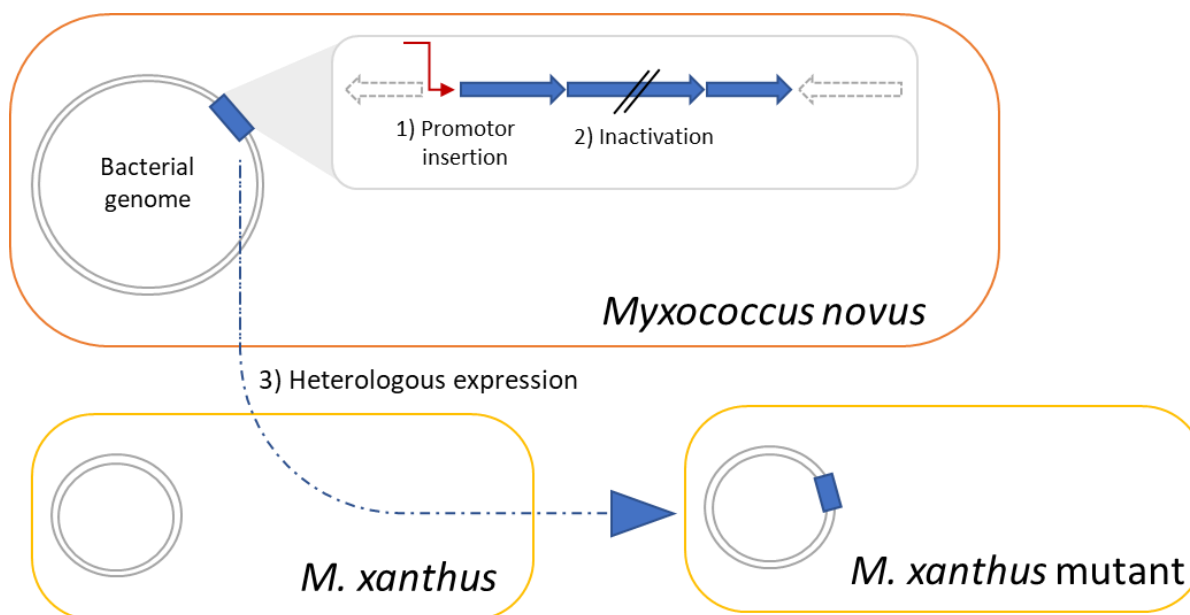 1) Promotor
insertion
2) Inactivation
Bacterial
genome
Myxococcus novus
3) Heterologous expression
M. xanthus
M. xanthus mutant